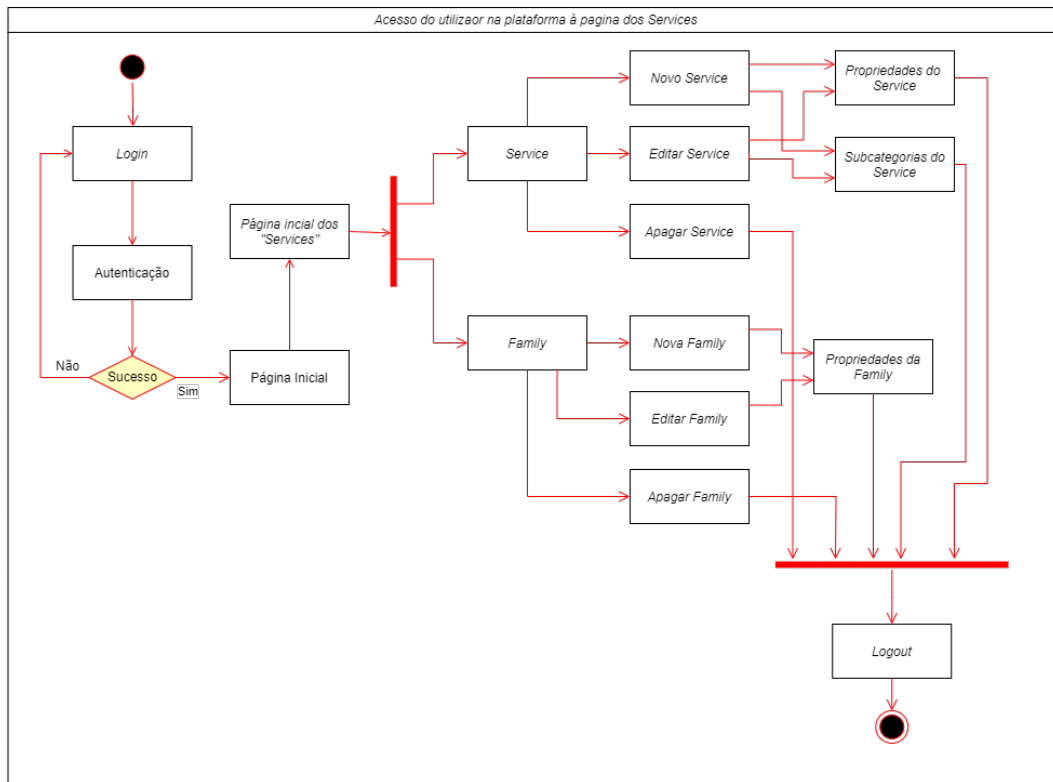 Acesso do utilizaor na plataforma à pagina dos Services
Login
Autenticação
Não
Sucesso
Sim
Página Inicial
Página incial dos
"Services"
Service
Novo Service
Editar Service
Apagar Service
Propriedades do
Service
Subcategorias do
Service
Family
Nova Family
Editar Family
Apagar Family
Propriedades da
Family
Logout